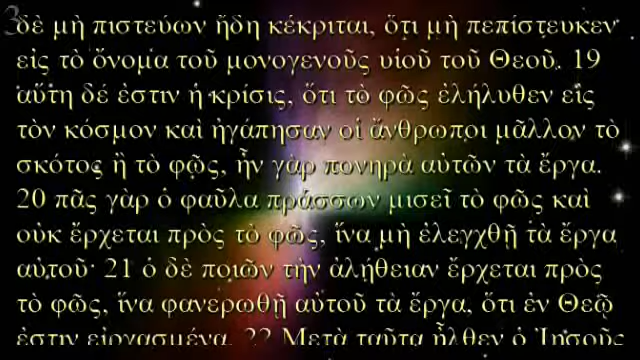 3
δὲ μὴ πιστεύων ἤδη κέκριται, ὅτι μὴ πεπίστευκεν
εἰς τὸ ὄνομα τοῦ μονογενοῦς υἱοῦ τοῦ Θεοῦ. 19
αὕτη δέ ἐστιν ἡ κρίσις, ὅτι τὸ φῶς ἐλήλυθεν εἰς
τὸν κόσμον καὶ ἠγάπησαν οἱ ἄνθρωποι μᾶλλον τὸ
σκότος ἢ τὸ φῶς, ἦν γὰρ πονηρὰ αὐτῶν τὰ ἔργα.
20 πᾶς γὰρ ὁ φαῦλα πράσσων μισεῖ τὸ φῶς καὶ
οὐκ ἔρχεται πρὸς τὸ φῶς, ἵνα μὴ ἐλεγχθῇ τὰ ἔργα
αὐτοῦ· 21 ὁ δὲ ποιῶν τὴν ἀλήθειαν ἔρχεται πρὸς
τὸ φῶς, ἵνα φανερωθῇ αὐτοῦ τὰ ἔργα, ὅτι ἐν Θεῷ
ἐστιν εἰργασμένα. 22 Μετὰ ταῦτα ἦλθεν ὁ Ἰησοῦς